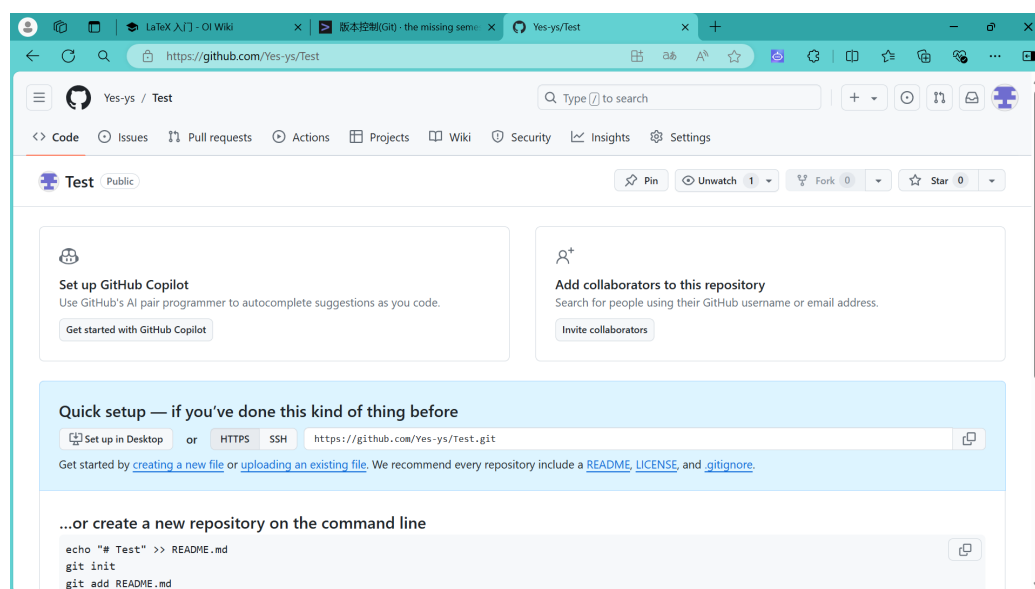 LaTeX 入门 - OI Wiki
版本控制(Git) · the missing seme
Yes-ys/Test
https://github.com/Yes-ys/Test
Yes-ys / Test
Type / to search
Code
Issues
Pull requests
Actions
Projects
Wiki
Security
Insights
Settings
Test Public
Pin
Unwatch 1
Fork 0
Star 0
Set up GitHub Copilot
Use GitHub's AI pair programmer to autocomplete suggestions as you code.
Get started with GitHub Copilot
Add collaborators to this repository
Search for people using their GitHub username or email address.
Invite collaborators
Quick setup — if you've done this kind of thing before
Set up in Desktop or HTTPS SSH https://github.com/Yes-ys/Test.git
Get started by creating a new file or uploading an existing file. We recommend every repository include a README, LICENSE, and .gitignore.
...or create a new repository on the command line
echo "# Test" >> README.md
git init
git add README.md